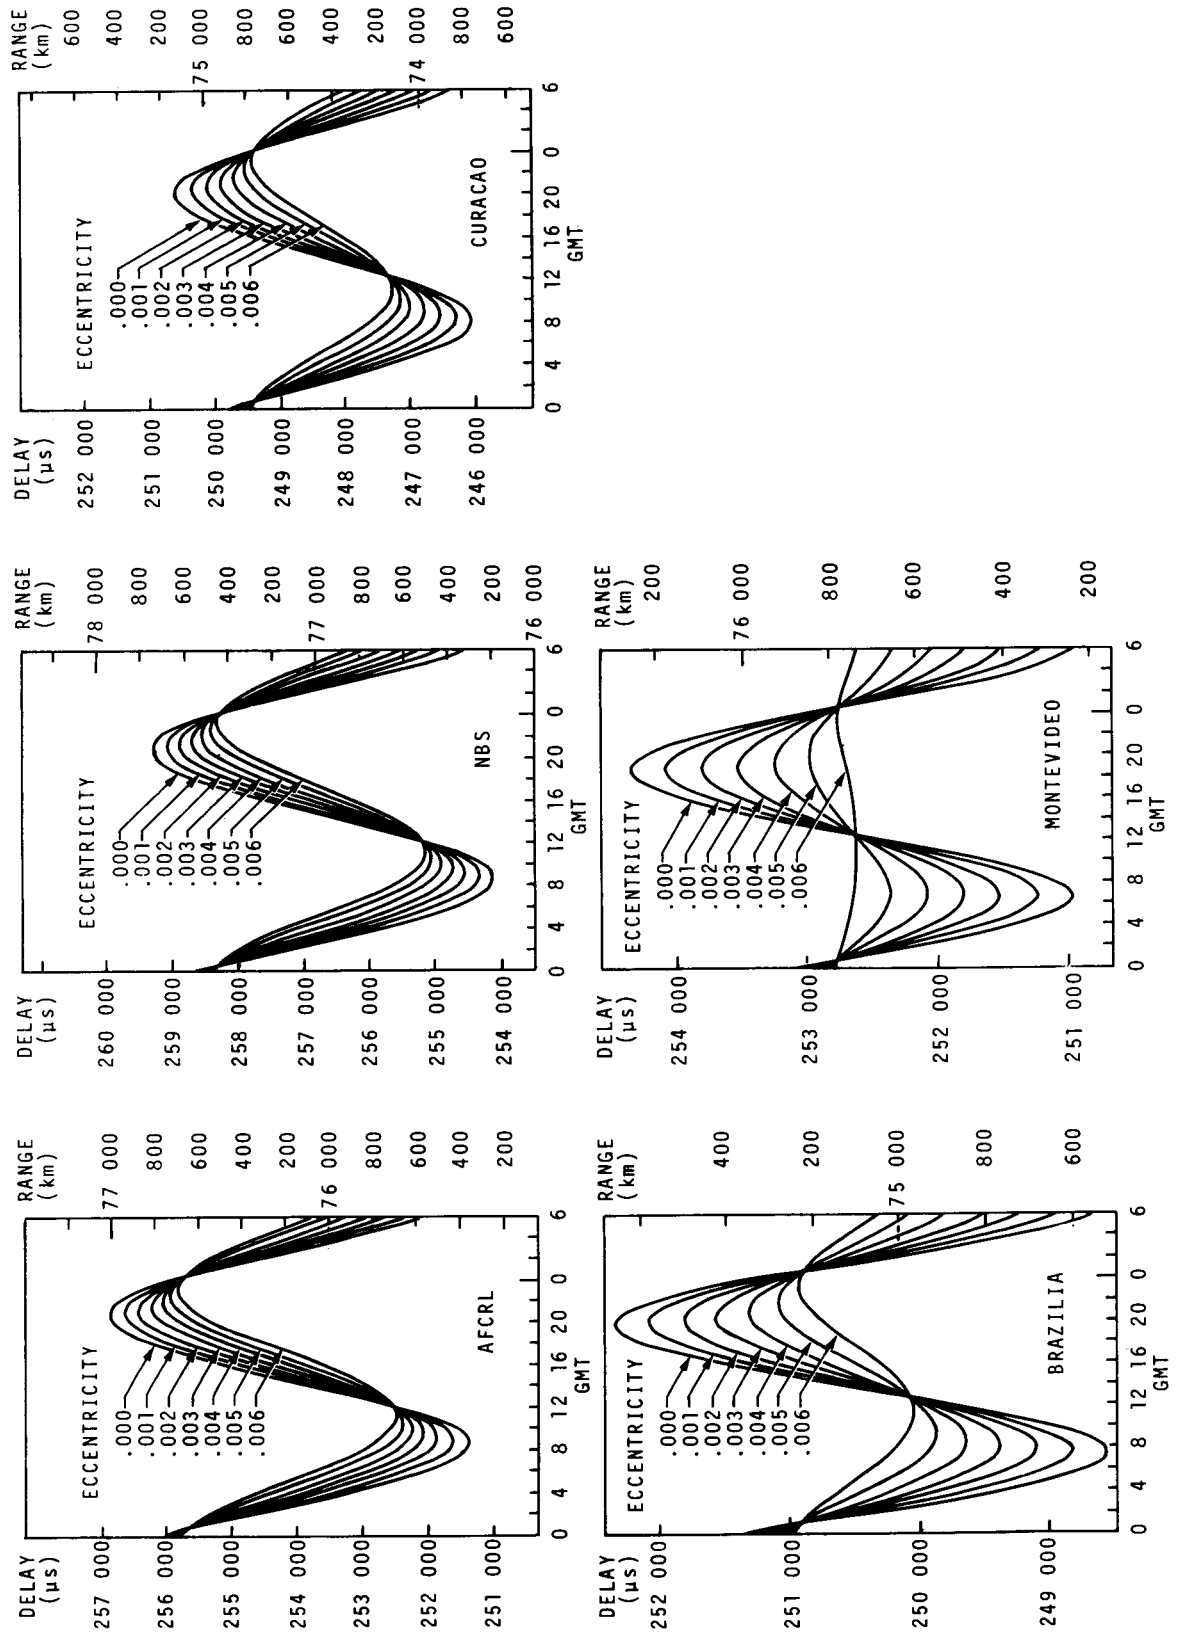 DELAY
(µs)
257 000
256 000
255 000
254 000
253 000
252 000
251 000
ECCENTRICITY
.000
.001
.002
.003
.004
.005
.006
AFCRL
0 4 8 12 16 20 0 6
GMT
RANGE
(km)
77 000
800
600
400
200
76 000
800
600
400
200
DELAY
(µs)
260 000
259 000
258 000
257 000
256 000
255 000
254 000
ECCENTRICITY
.000
.001
.002
.003
.004
.005
.006
NBS
0 4 8 12 16 20 0 6
GMT
RANGE
(km)
78 000
800
600
400
200
77 000
800
600
400
200
76 000
DELAY
(µs)
252 000
251 000
250 000
249 000
248 000
247 000
246 000
ECCENTRICITY
.000
.001
.002
.003
.004
.005
.006
CURACAO
0 4 8 12 16 20 0 6
GMT
RANGE
(km)
600
400
200
75 000
800
600
400
200
74 000
800
600
DELAY
(µs)
252 000
251 000
250 000
249 000
ECCENTRICITY
.000
.001
.002
.003
.004
.005
.006
BRAZILIA
0 4 8 12 16 20 0 6
GMT
RANGE
(km)
400
200
75 000
800
600
DELAY
(µs)
254 000
253 000
252 000
251 000
ECCENTRICITY
.000
.001
.002
.003
.004
.005
.006
MONTEVIDEO
0 4 8 12 16 20 0 6
GMT
RANGE
(km)
200
76 000
800
600
400
200